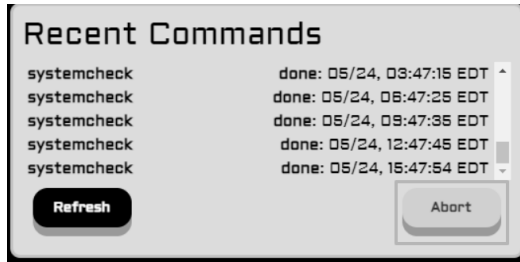 Recent Commands
systemcheck done: 05/24, 03:47:15 EDT
systemcheck done: 05/24, 06:47:25 EDT
systemcheck done: 05/24, 09:47:35 EDT
systemcheck done: 05/24, 12:47:45 EDT
systemcheck done: 05/24, 15:47:54 EDT
Refresh Abort